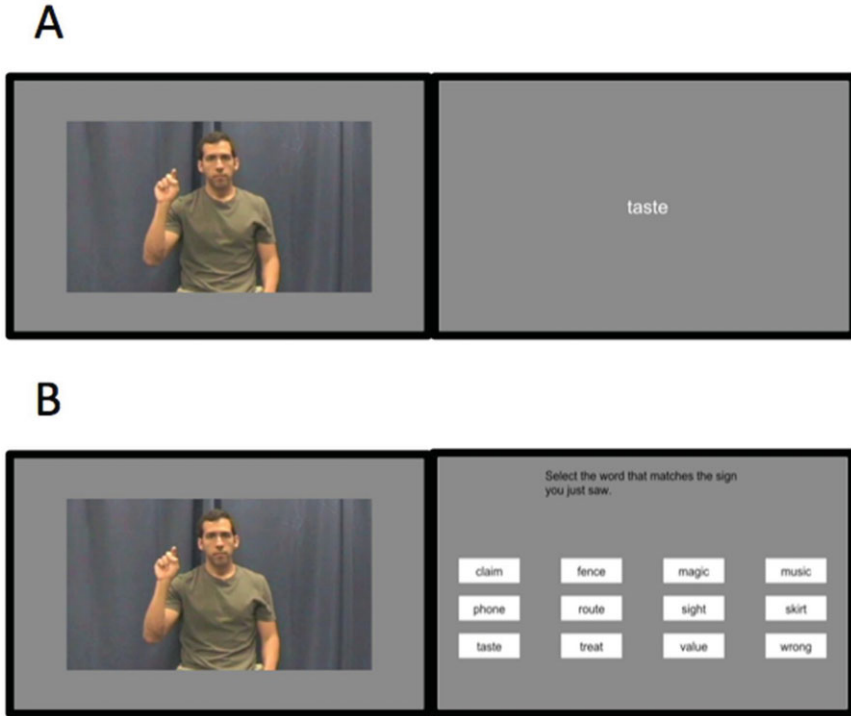 A
taste
B
Select the word that matches the sign
you just saw.
claim fence magic music
phone route sight skirt
taste treat value wrong